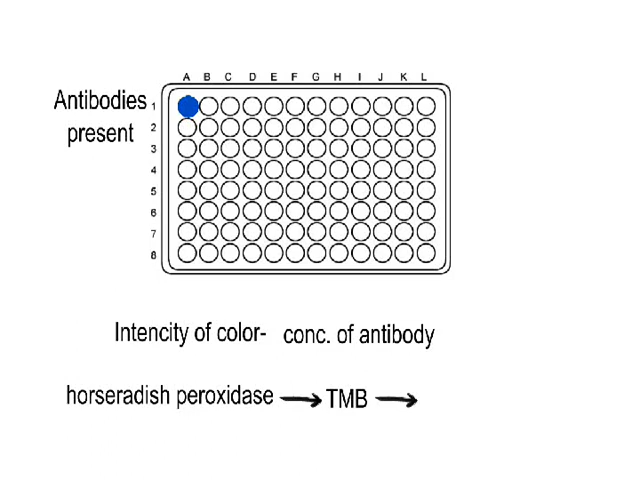 A B C D E F G H I J K L
Antibodies
present
1
2
3
4
5
6
7
8
Intencity of color- conc. of antibody
horseradish peroxidase → TMB →